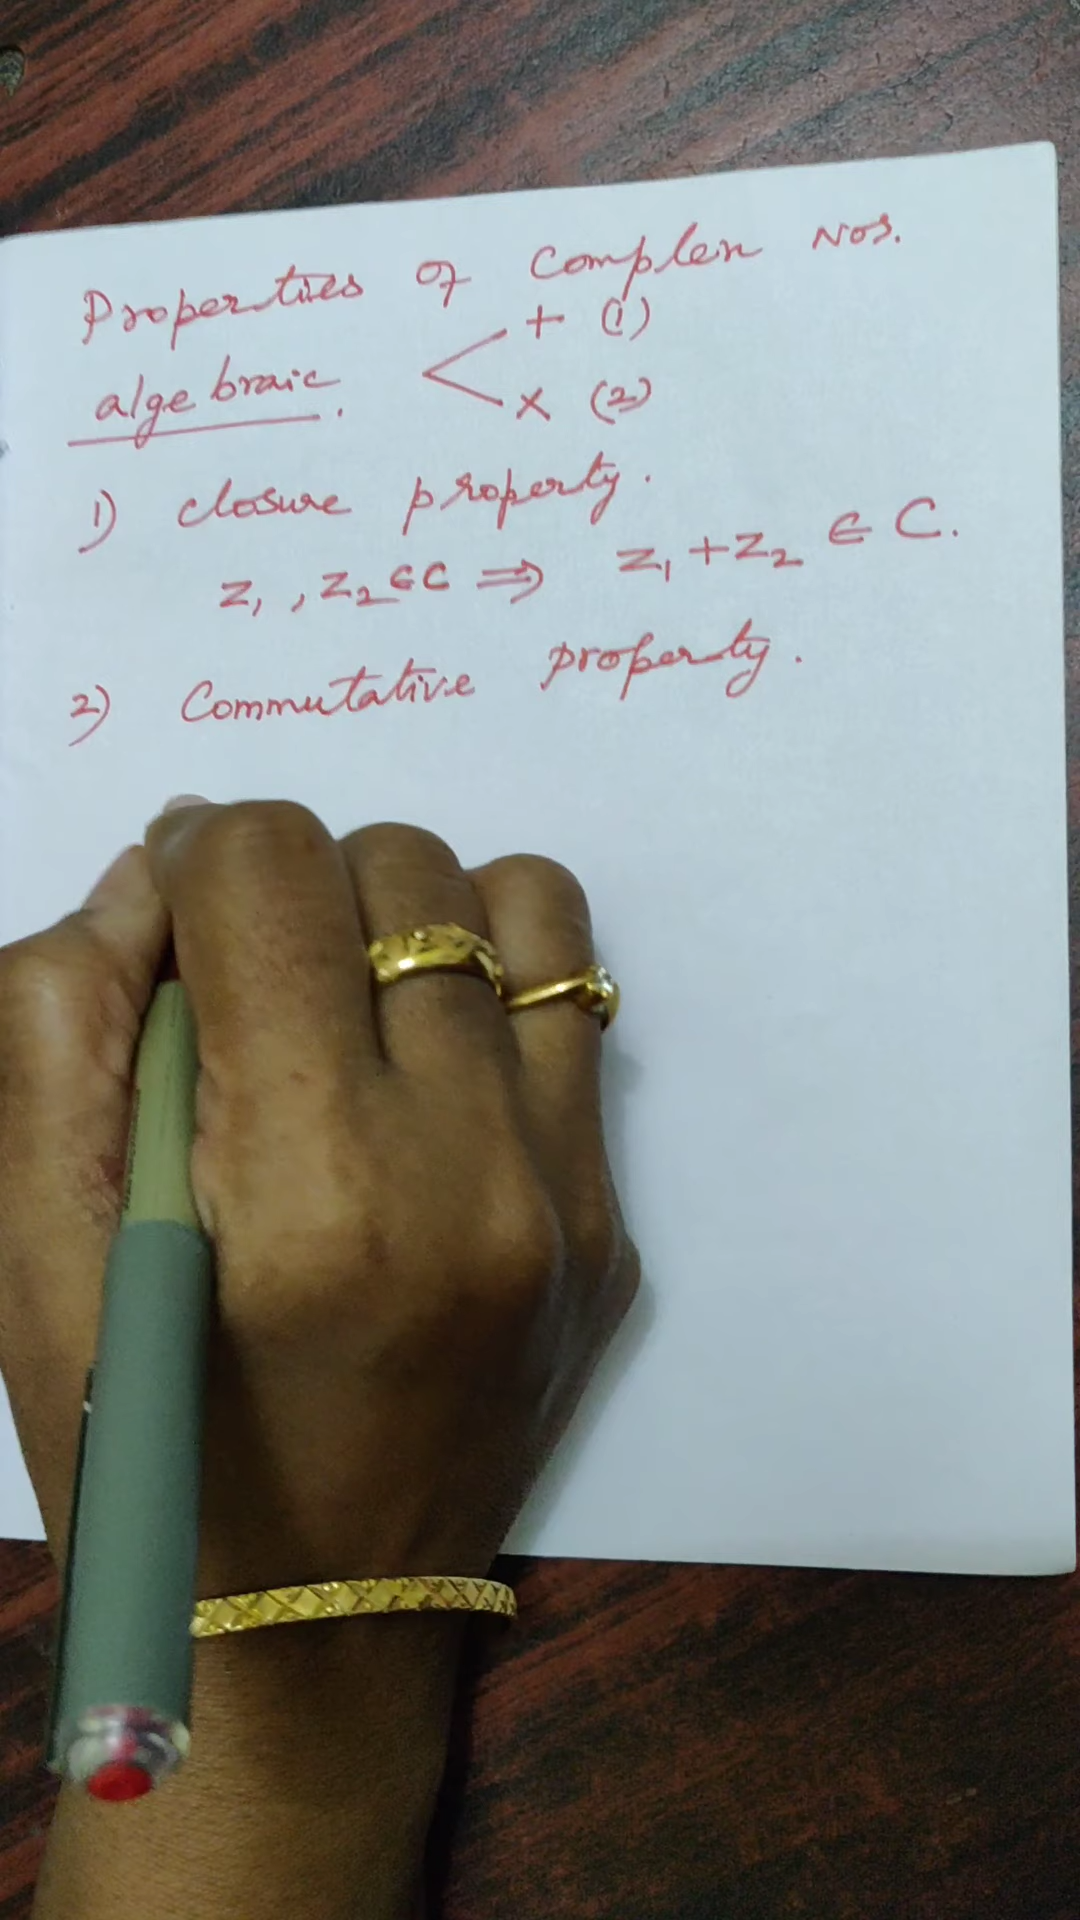 Properties of Complex Nos.
+ (1)
algebraic.
x (2)
1) closure property.
z₁, z₂ ∈ C ⇒ z₁ + z₂ ∈ C.
2) Commutative property.